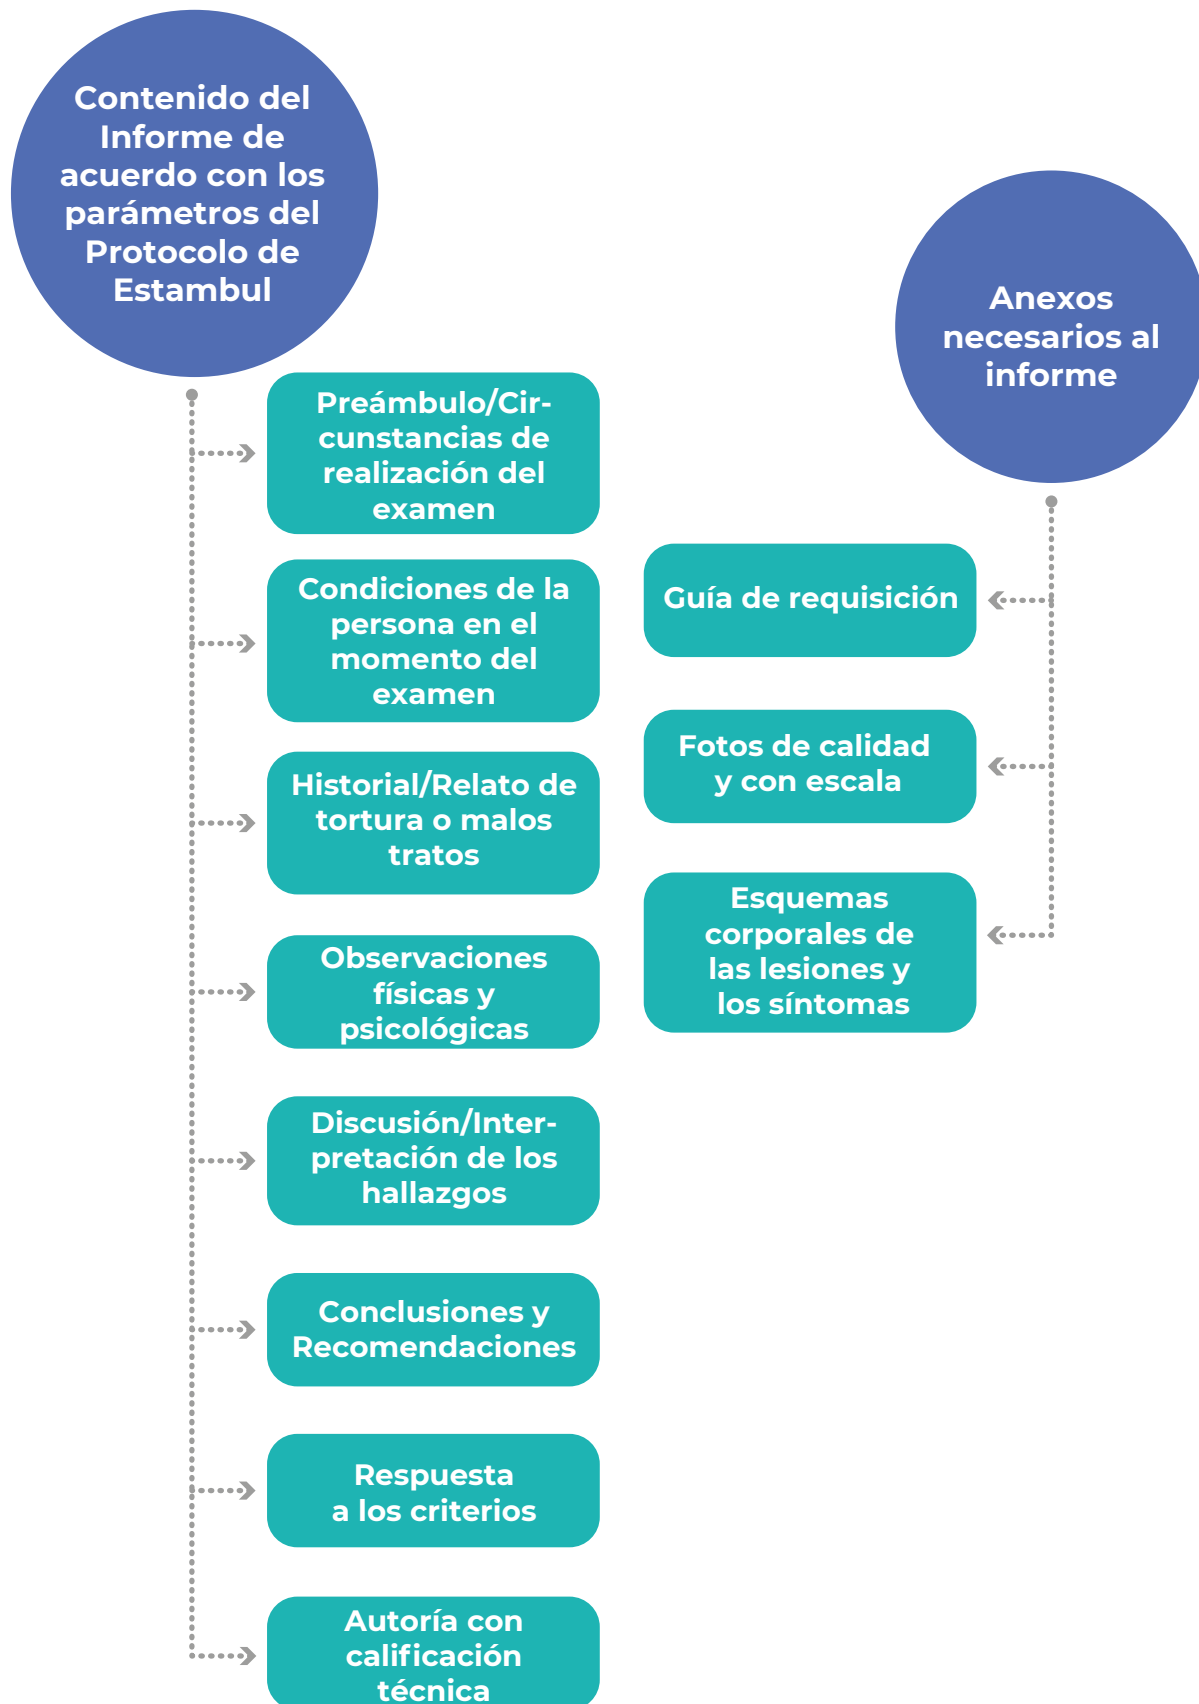 Contenido del
Informe de
acuerdo con los
parámetros del
Protocolo de
Estambul
Preámbulo/Cir-
cunstancias de
realización del
examen
Condiciones de la
persona en el
momento del
examen
Historial/Relato de
tortura o malos
tratos
Observaciones
físicas y
psicológicas
Discusión/Inter-
pretación de los
hallazgos
Conclusiones y
Recomendaciones
Respuesta
a los criterios
Autoría con
calificación
técnica
Anexos
necesarios al
informe
Guía de requisición
Fotos de calidad
y con escala
Esquemas
corporales de
las lesiones y
los síntomas